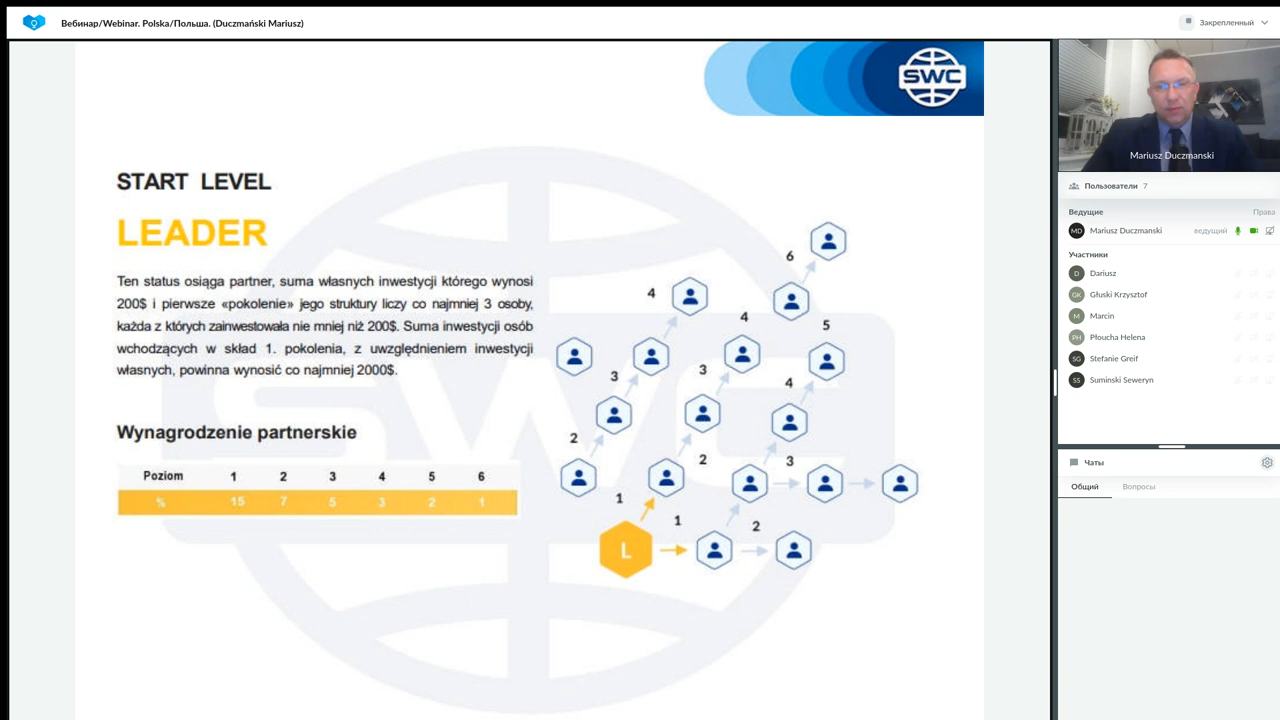 Вебинар/Webinar. Polska/Польша. (Duczmański Mariusz)
Закрепленный
SWC
START LEVEL
LEADER
Ten status osiąga partner, suma własnych inwestycji którego wynosi
200$ i pierwsze «pokolenie» jego struktury liczy co najmniej 3 osoby,
każda z których zainwestowała nie mniej niż 200$. Suma inwestycji osób
wchodzących w skład 1. pokolenia, z uwzględnieniem inwestycji
własnych, powinna wynosić co najmniej 2000$.
Wynagrodzenie partnerskie
Poziom 1 2 3 4 5 6
% 15 7 5 3 2 1
6
4
4
5
3
3
4
2
2
3
1
1
2
L
Mariusz Duczmanski
Пользователи 7
Ведущие Права
MD Mariusz Duczmanski ведущий
Участники
D Dariusz
GK Głuski Krzysztof
M Marcin
PH Płoucha Helena
SG Stefanie Greif
SS Suminski Seweryn
Чаты
Общий Вопросы